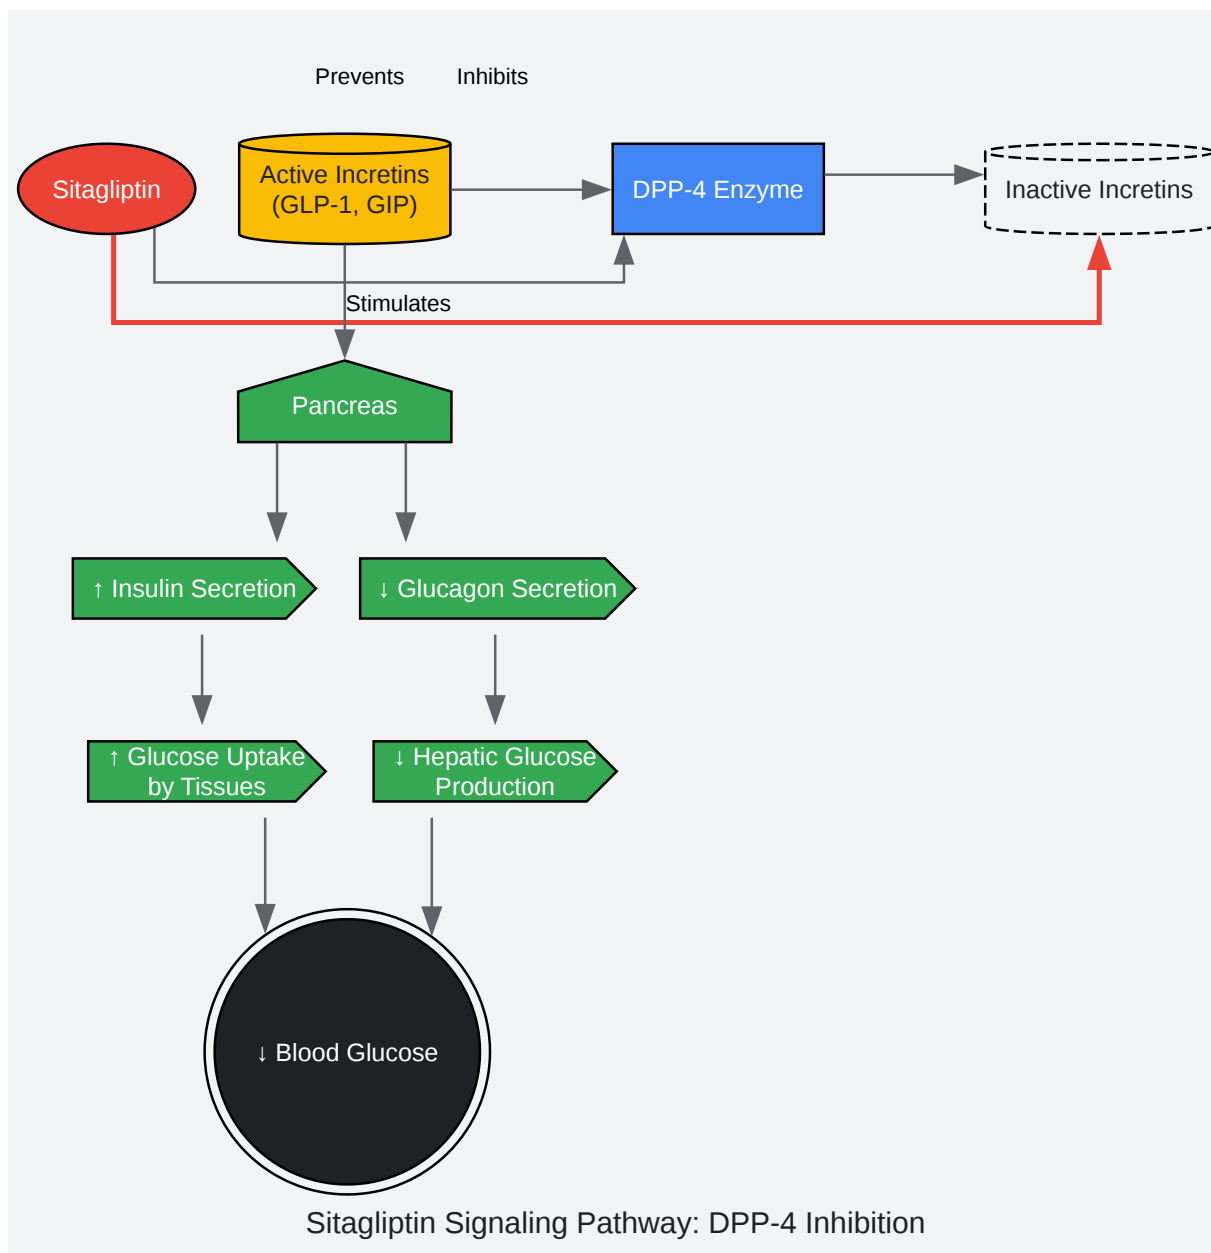 Prevents
Inhibits
Sitagliptin
Active Incretins
(GLP-1, GIP)
DPP-4 Enzyme
Inactive Incretins
Stimulates
Pancreas
↑ Insulin Secretion
↓ Glucagon Secretion
↑ Glucose Uptake
by Tissues
↓ Hepatic Glucose
Production
↓ Blood Glucose
Sitagliptin Signaling Pathway: DPP-4 Inhibition